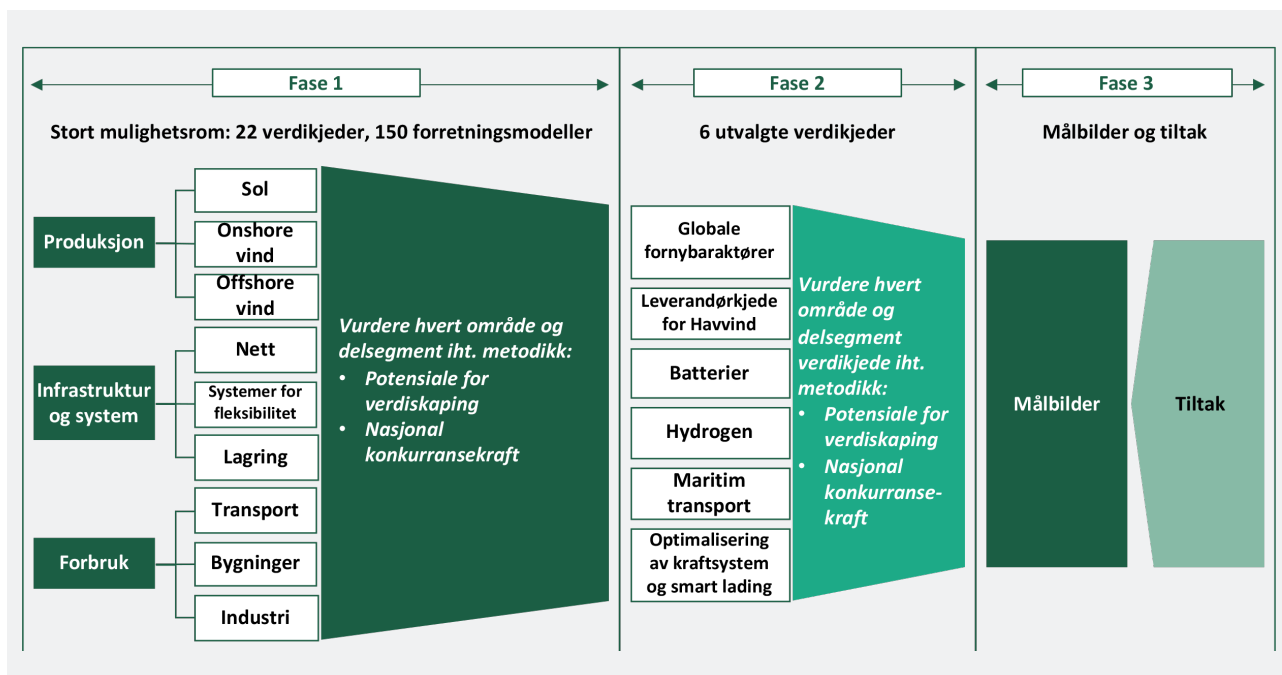 Fase 1
Stort mulighetsrom: 22 verdikjeder, 150 forretningsmodeller
Produksjon
Sol
Onshore
vind
Offshore
vind
Infrastruktur
og system
Nett
Systemer for
fleksibilitet
Lagring
Forbruk
Transport
Bygninger
Industri
Vurdere hvert område og
delsegment iht. metodikk:
• Potensiale for
verdiskaping
• Nasjonal
konkurransekraft
Fase 2
6 utvalgte verdikjeder
Globale
fornybaraktører
Leverandørkjede
for Havvind
Batterier
Hydrogen
Maritim
transport
Optimalisering
av kraftsystem
og smart lading
Vurdere hvert
område og
delsegment
verdikjede iht.
metodikk:
• Potensiale for
verdiskaping
• Nasjonal
konkurranse-
kraft
Fase 3
Målbilder og tiltak
Målbilder
Tiltak